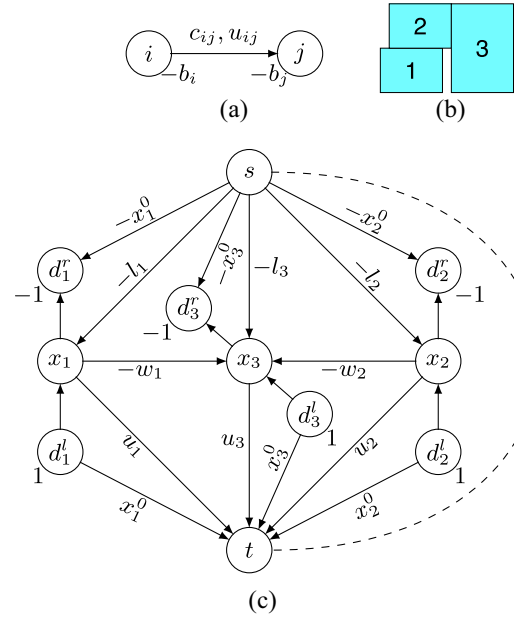 c_{ij}, u_{ij}
i j
-b_i -b_j
(a)
2
3
1
(b)
s
-x_1^0 -x_2^0
-l_1 -x_3^0 -l_3 -l_2
d_1^r d_2^r
-1 -1
d_3^r
-1
x_1 x_3 x_2
-w_1 -w_2
d_3^l
1
u_1 u_3 x_3^0 u_2
d_1^l d_2^l
1 1
x_1^0 x_2^0
t
(c)